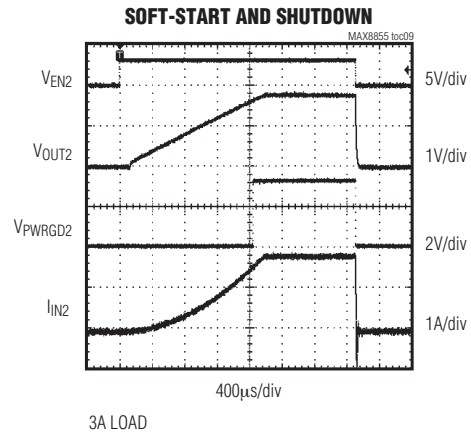 SOFT-START AND SHUTDOWN
MAX8855 toc09
T
VEN2
5V/div
VOUT2
1V/div
VPWRGD2
2V/div
IIN2
1A/div
400µs/div
3A LOAD